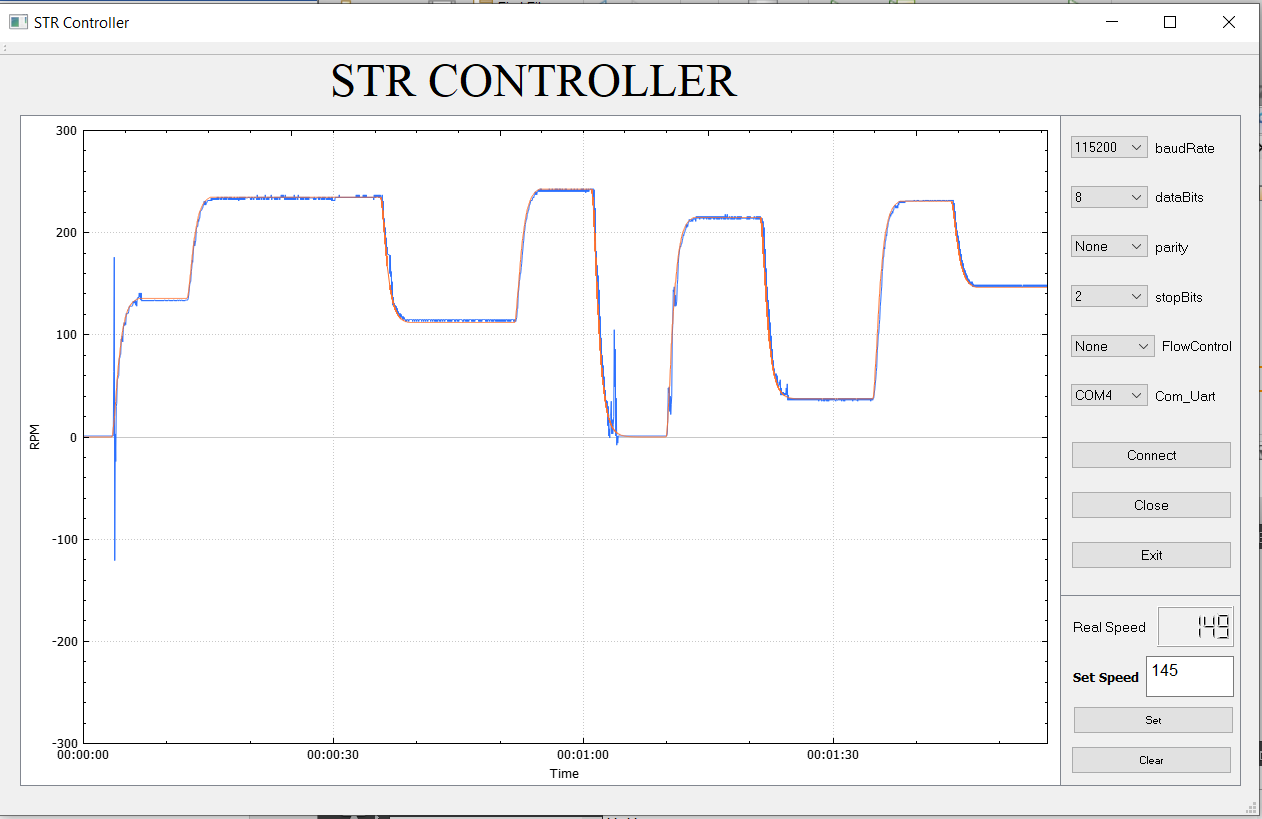 STR Controller
STR CONTROLLER
300
200
100
0
-100
-200
-300
RPM
00:00:00
00:00:30
00:01:00
00:01:30
Time
115200 baudRate
8 dataBits
None parity
2 stopBits
None FlowControl
COM4 Com_Uart
Connect
Close
Exit
Real Speed 149
Set Speed 145
Set
Clear